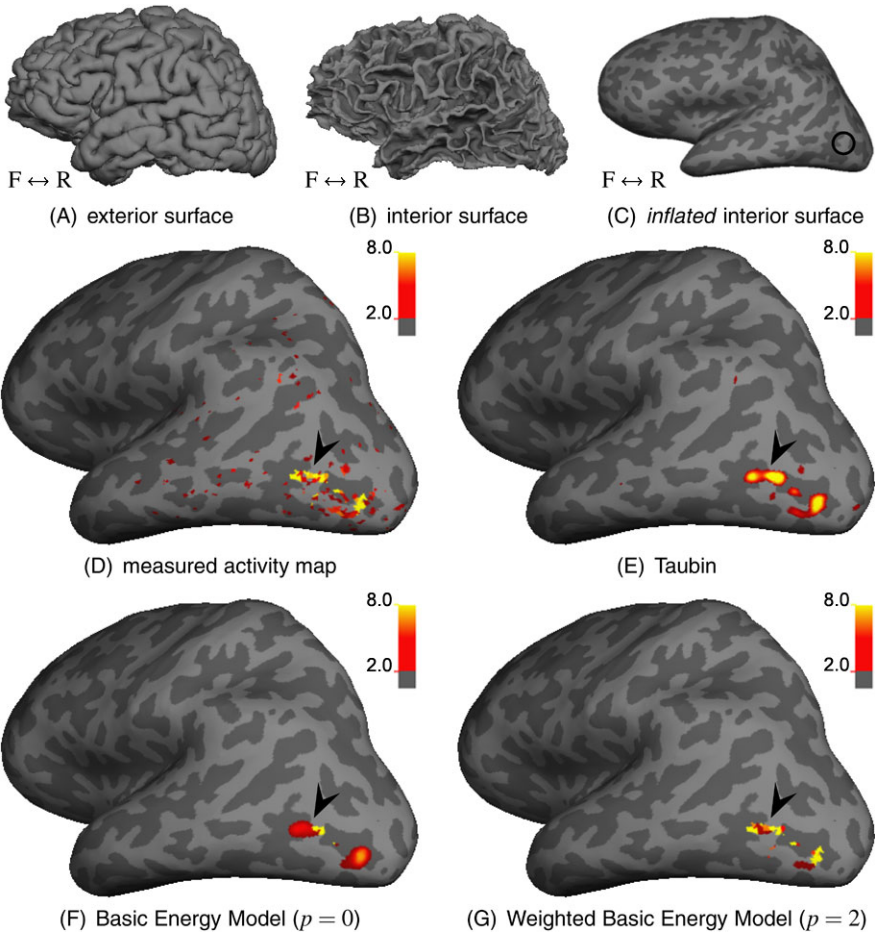 F ↔ R
F ↔ R
F ↔ R
(A) exterior surface
(B) interior surface
(C) inflated interior surface
8.0
2.0
8.0
2.0
(D) measured activity map
(E) Taubin
8.0
2.0
8.0
2.0
(F) Basic Energy Model (p = 0)
(G) Weighted Basic Energy Model (p = 2)